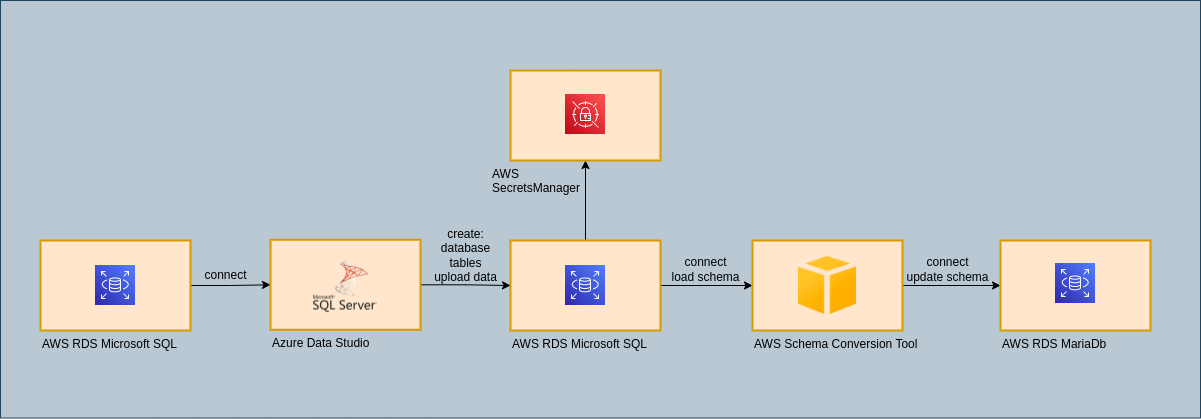 AWS
SecretsManager
create:
database
tables
upload data
connect
connect
load schema
connect
update schema
Microsoft
SQL Server
AWS RDS Microsoft SQL
Azure Data Studio
AWS RDS Microsoft SQL
AWS Schema Conversion Tool
AWS RDS MariaDb